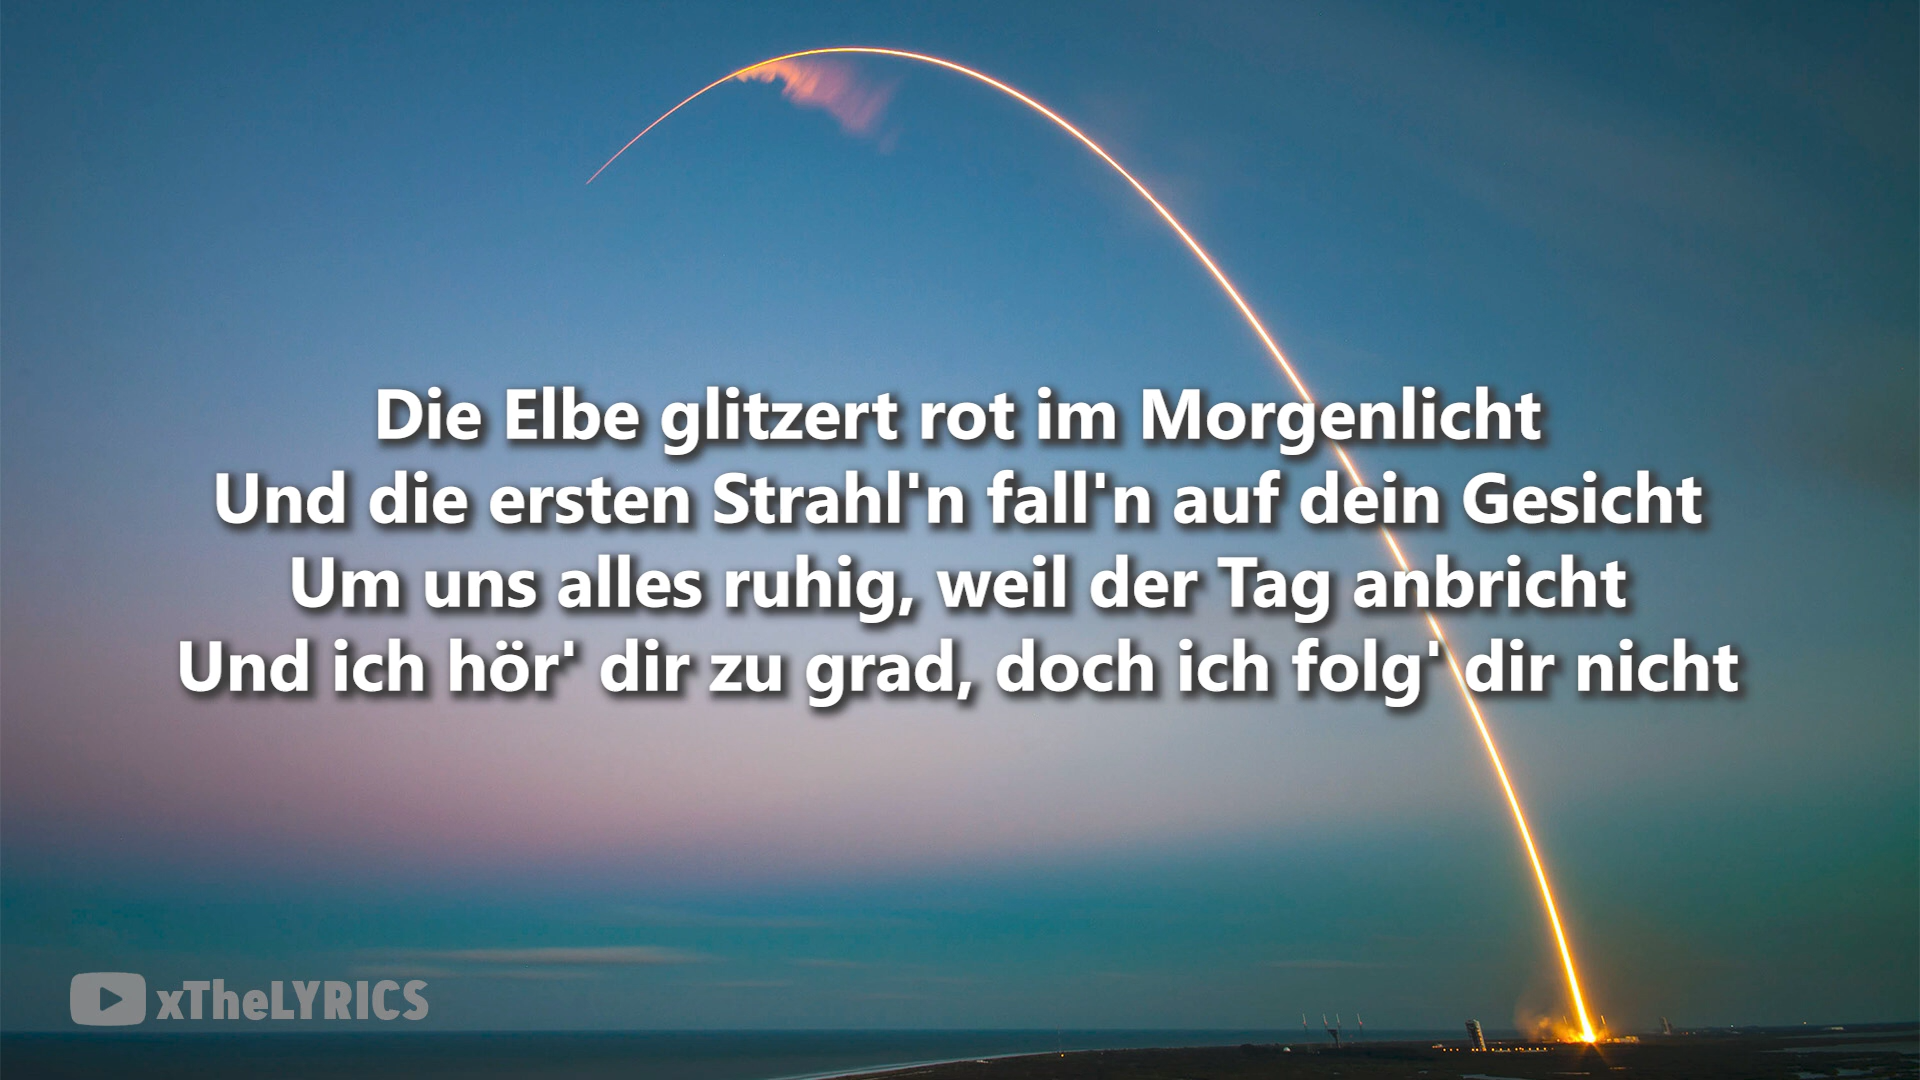 Die Elbe glitzert rot im Morgenlicht
Und die ersten Strahl'n fall'n auf dein Gesicht
Um uns alles ruhig, weil der Tag anbricht
Und ich hör' dir zu grad, doch ich folg' dir nicht
xTheLYRICS